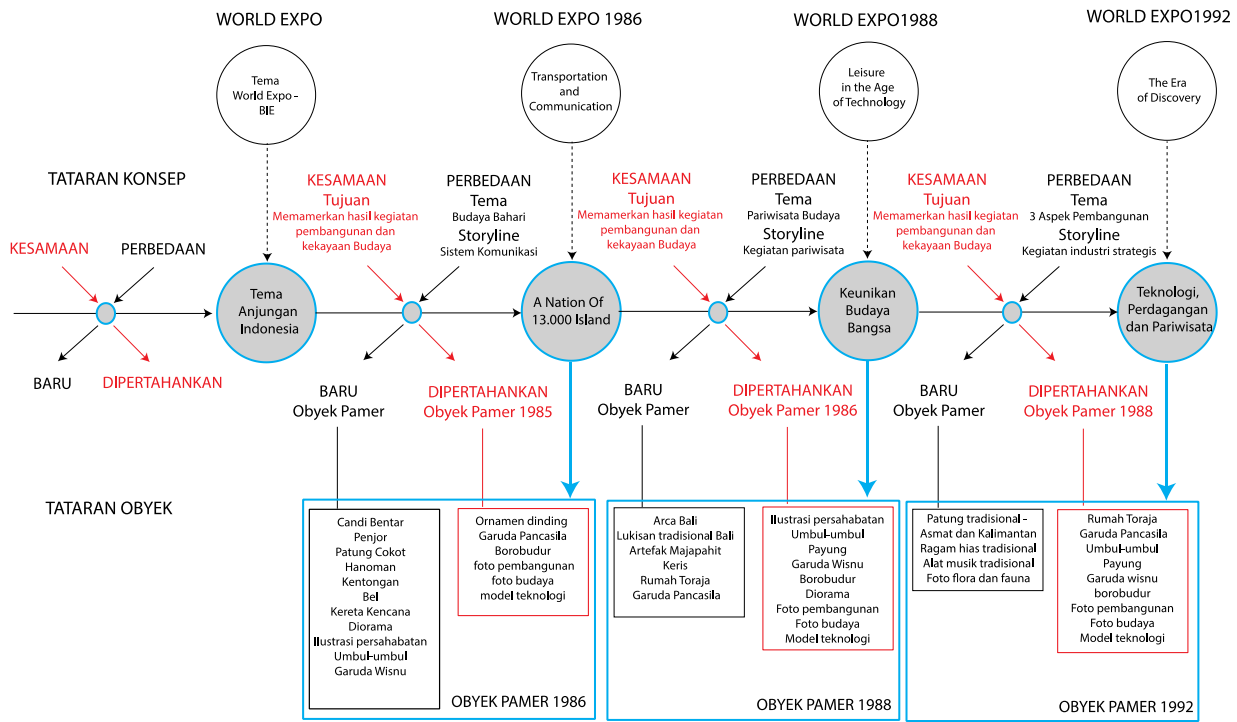 WORLD EXPO
WORLD EXPO 1986
WORLD EXPO1988
WORLD EXPO1992
Tema
World Expo –
BIE
Transportation
and
Communication
Leisure
in the Age
of Technology
The Era
of Discovery
TATARAN KONSEP
KESAMAAN
PERBEDAAN
BARU
DIPERTAHANKAN
Tema
Anjungan
Indonesia
KESAMAAN
Tujuan
Memamerkan hasil kegiatan
pembangunan dan
kekayaan Budaya
PERBEDAAN
Tema
Budaya Bahari
Storyline
Sistem Komunikasi
BARU
Obyek Pamer
DIPERTAHANKAN
Obyek Pamer 1985
A Nation Of
13.000 Island
KESAMAAN
Tujuan
Memamerkan hasil kegiatan
pembangunan dan
kekayaan Budaya
PERBEDAAN
Tema
Pariwisata Budaya
Storyline
Kegiatan pariwisata
BARU
Obyek Pamer
DIPERTAHANKAN
Obyek Pamer 1986
Keunikan
Budaya
Bangsa
KESAMAAN
Tujuan
Memamerkan hasil kegiatan
pembangunan dan
kekayaan Budaya
PERBEDAAN
Tema
3 Aspek Pembangunan
Storyline
Kegiatan industri strategis
BARU
Obyek Pamer
DIPERTAHANKAN
Obyek Pamer 1988
Teknologi,
Perdagangan
dan Pariwisata
TATARAN OBYEK
Candi Bentar
Penjor
Patung Cokot
Hanoman
Kentongan
Bel
Kereta Kencana
Diorama
Ilustrasi persahabatan
Umbul-umbul
Garuda Wisnu
Ornamen dinding
Garuda Pancasila
Borobudur
foto pembangunan
foto budaya
model teknologi
OBYEK PAMER 1986
Arca Bali
Lukisan tradisional Bali
Artefak Majapahit
Keris
Rumah Toraja
Garuda Pancasila
Ilustrasi persahabatan
Umbul-umbul
Payung
Garuda Wisnu
Borobudur
Diorama
Foto pembangunan
Foto budaya
Model teknologi
OBYEK PAMER 1988
Patung tradisional –
Asmat dan Kalimantan
Ragam hias tradisional
Alat musik tradisional
Foto flora dan fauna
Rumah Toraja
Garuda Pancasila
Umbul-umbul
Payung
Garuda wisnu
borobudur
Foto pembangunan
Foto budaya
Model teknologi
OBYEK PAMER 1992